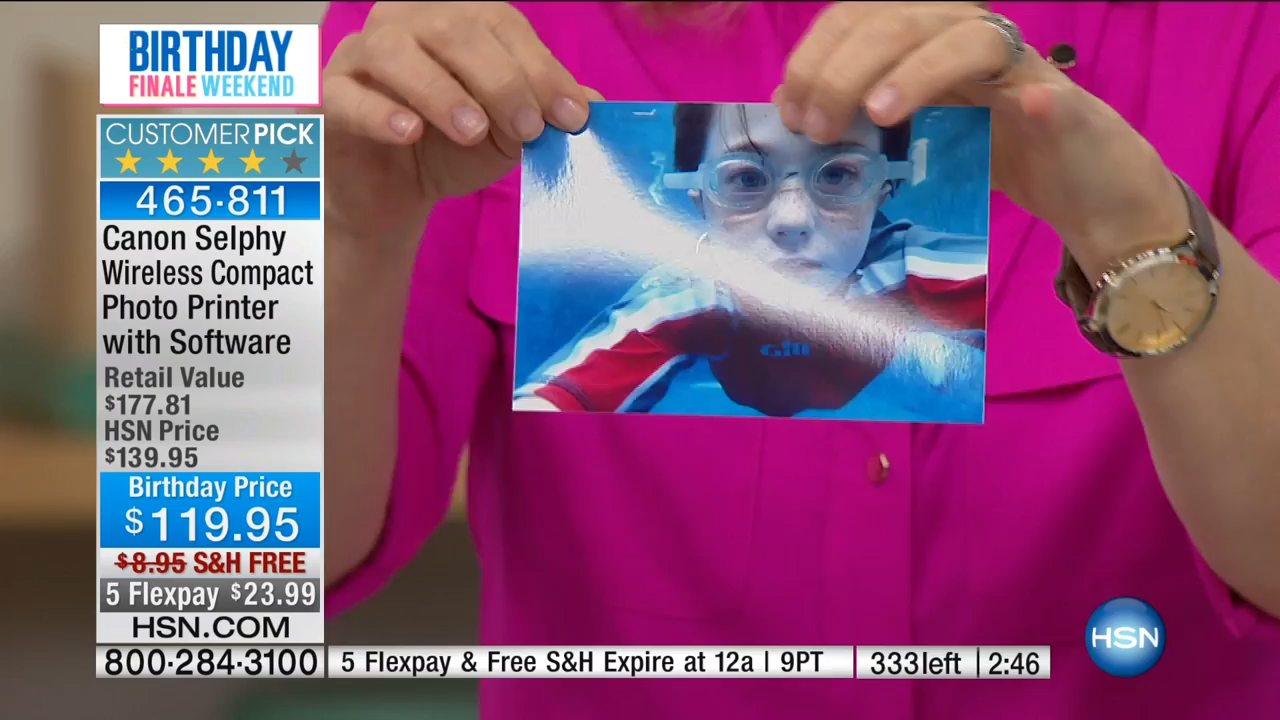 BIRTHDAY
FINALE WEEKEND
CUSTOMER PICK
465·811
Canon Selphy
Wireless Compact
Photo Printer
with Software
Retail Value
$177.81
HSN Price
$139.95
Birthday Price
$119.95
$8.95 S&H FREE
5 Flexpay $23.99
HSN.COM
800·284·3100
5 Flexpay & Free S&H Expire at 12a | 9PT
333left | 2:46
Gill
HSN